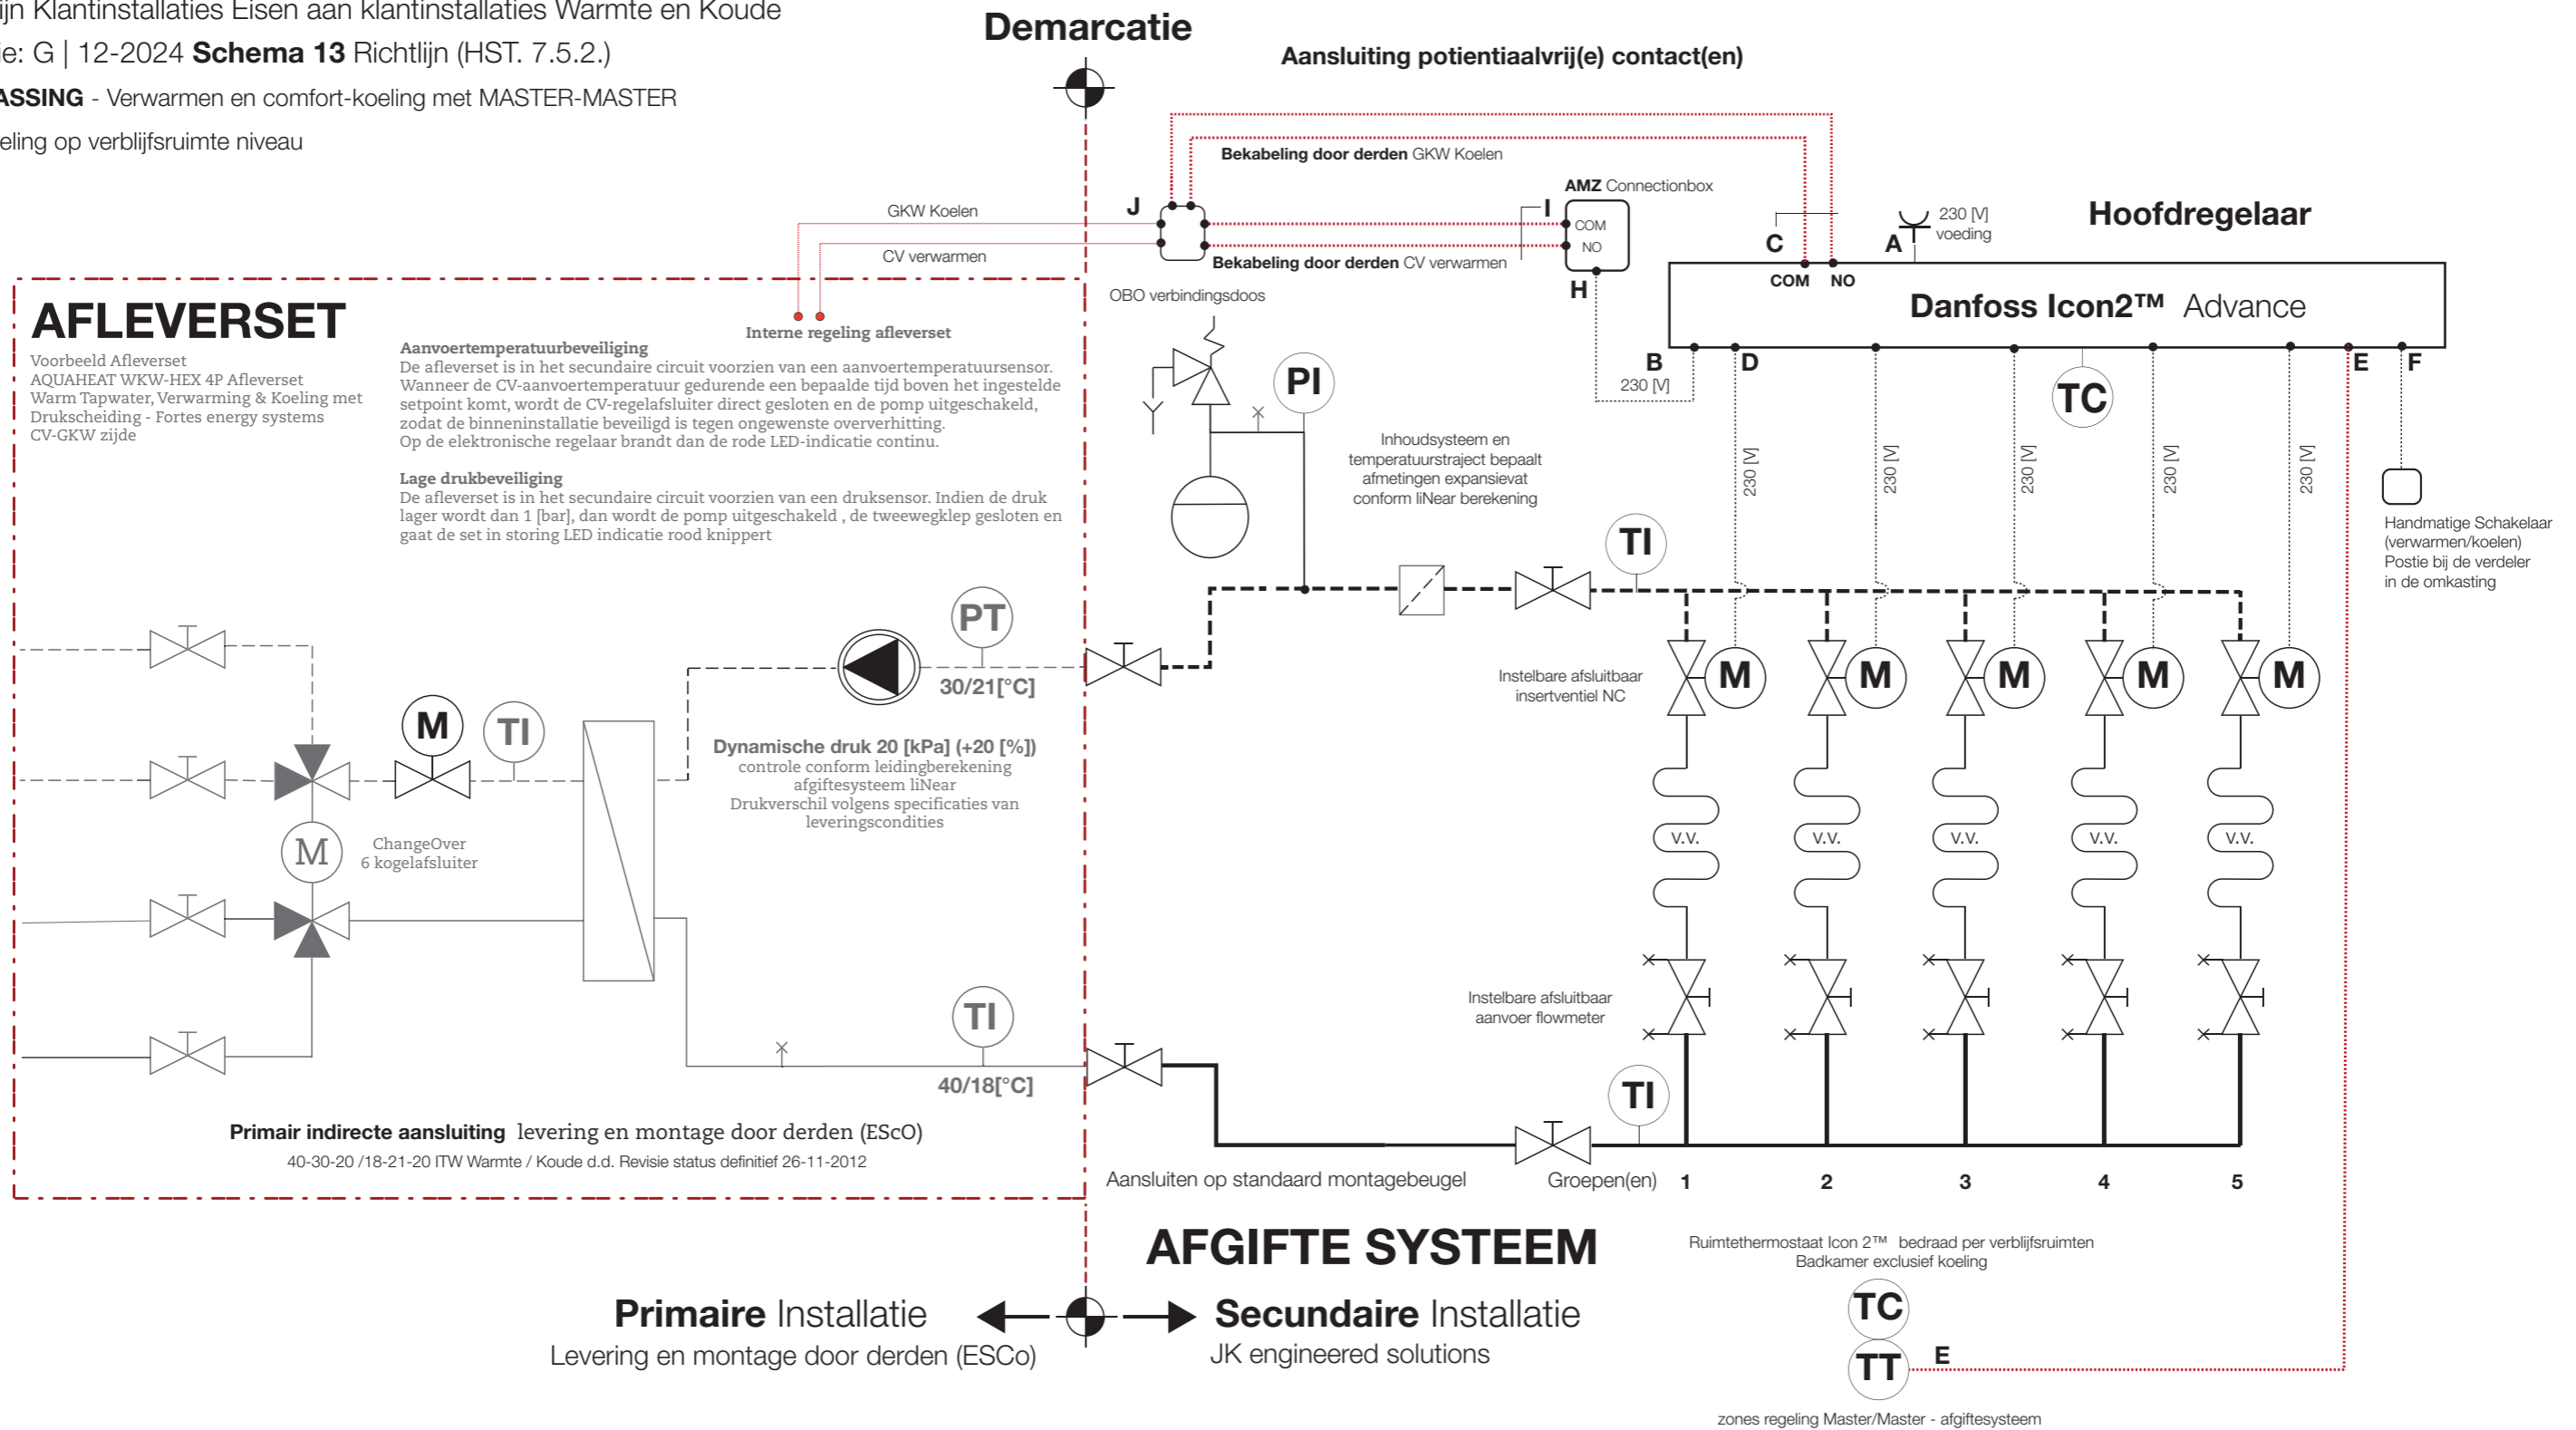 ijn Klantinstallaties Eisen aan klantinstallaties Warmte en Koude
ie: G | 12-2024 Schema 13 Richtlijn (HST. 7.5.2.)
ASSING - Verwarmen en comfort-koeling met MASTER-MASTER
eling op verblijfsruimte niveau
Demarcatie
Aansluiting potientiaalvrij(e) contact(en)
Bekabeling door derden GKW Koelen
AMZ Connectionbox
GKW Koelen
J
I
COM
NO
CV verwarmen
Bekabeling door derden CV verwarmen
H
C
A
230 [V]
voeding
Hoofdregelaar
COM NO
Danfoss Icon2™ Advance
B
230 [V]
D
E
F
TC
230 [V]
230 [V]
230 [V]
230 [V]
230 [V]
Handmatige Schakelaar
(verwarmen/koelen)
Postie bij de verdeler
in de omkasting
AFLEVERSET
Voorbeeld Afleverset
AQUAHEAT WKW-HEX 4P Afleverset
Warm Tapwater, Verwarming & Koeling met
Drukscheiding - Fortes energy systems
CV-GKW zijde
Interne regeling afleverset
Aanvoertemperatuurbeveiliging
De afleverset is in het secundaire circuit voorzien van een aanvoertemperatuursensor.
Wanneer de CV-aanvoertemperatuur gedurende een bepaalde tijd boven het ingestelde
setpoint komt, wordt de CV-regelafsluiter direct gesloten en de pomp uitgeschakeld,
zodat de binneninstallatie beveiligd is tegen ongewenste oververhitting.
Op de elektronische regelaar brandt dan de rode LED-indicatie continu.
Lage drukbeveiliging
De afleverset is in het secundaire circuit voorzien van een druksensor. Indien de druk
lager wordt dan 1 [bar], dan wordt de pomp uitgeschakeld , de tweewegklep gesloten en
gaat de set in storing LED indicatie rood knippert
OBO verbindingsdoos
PI
Inhoudsysteem en
temperatuurstraject bepaalt
afmetingen expansievat
conform liNear berekening
TI
PT
30/21[°C]
M
TI
Dynamische druk 20 [kPa] (+20 [%])
controle conform leidingberekening
afgiftesysteem liNear
Drukverschil volgens specificaties van
leveringscondities
M
ChangeOver
6 kogelafsluiter
Instelbare afsluitbaar
insertventiel NC
M
M
M
M
M
v.v.
v.v.
v.v.
v.v.
v.v.
Instelbare afsluitbaar
aanvoer flowmeter
TI
40/18[°C]
TI
Primair indirecte aansluiting levering en montage door derden (EScO)
40-30-20 /18-21-20 ITW Warmte / Koude d.d. Revisie status definitief 26-11-2012
Aansluiten op standaard montagebeugel
Groepen(en) 1 2 3 4 5
AFGIFTE SYSTEEM
Primaire Installatie
Levering en montage door derden (ESCo)
Secundaire Installatie
JK engineered solutions
Ruimtethermostaat Icon 2™ bedraad per verblijfsruimten
Badkamer exclusief koeling
TC
TT
E
zones regeling Master/Master - afgiftesysteem